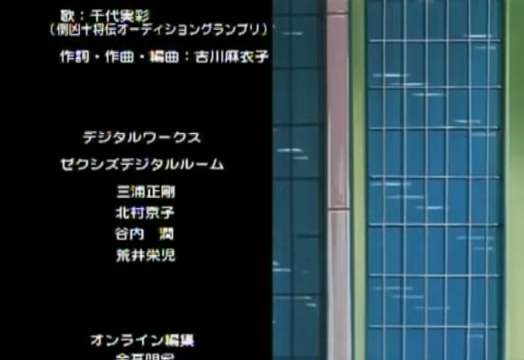 歌：千代実彩
(倒凶十将伝オーディショングランプリ)
作詞・作曲・編曲：吉川麻衣子
デジタルワークス
ゼクシズデジタルルーム
三浦正剛
北村京子
谷内　潤
荒井栄児
オンライン編集